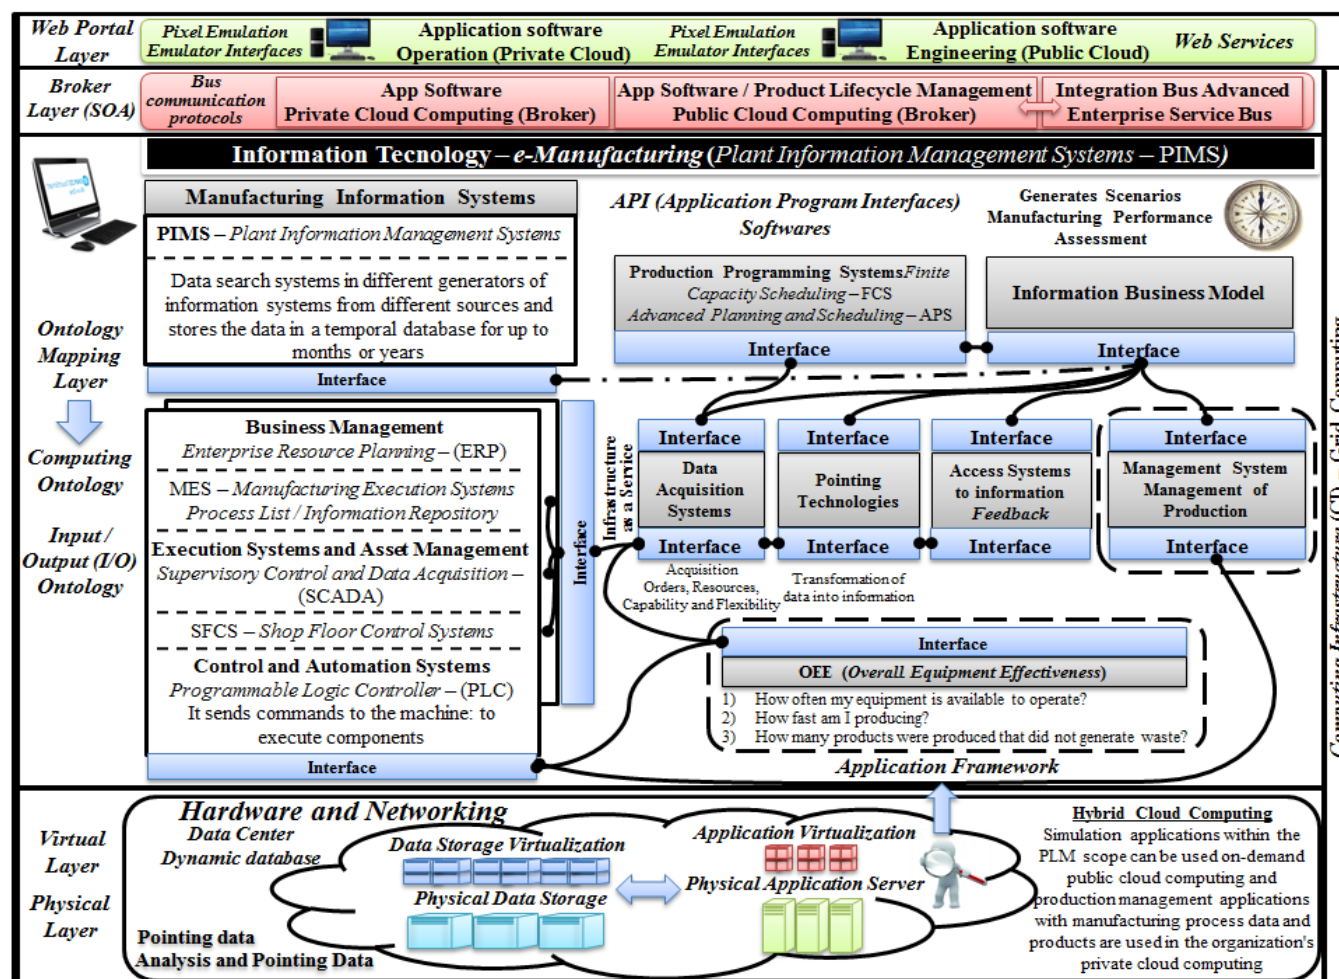 Web Portal
Layer
Pixel Emulation
Emulator Interfaces
Application software
Operation (Private Cloud)
Pixel Emulation
Emulator Interfaces
Application software
Engineering (Public Cloud)
Web Services
Broker
Layer (SOA)
Bus
communication
protocols
App Software
Private Cloud Computing (Broker)
App Software / Product Lifecycle Management
Public Cloud Computing (Broker)
Integration Bus Advanced
Enterprise Service Bus
Information Tecnology – e-Manufacturing (Plant Information Management Systems – PIMS)
Manufacturing Information Systems
PIMS – Plant Information Management Systems
Data search systems in different generators of
information systems from different sources and
stores the data in a temporal database for up to
months or years
Interface
API (Application Program Interfaces)
Softwares
Generates Scenarios
Manufacturing Performance
Assessment
Production Programming Systems Finite
Capacity Scheduling – FCS
Advanced Planning and Scheduling – APS
Interface
Information Business Model
Interface
Ontology
Mapping
Layer
Computing
Ontology
Input /
Output (I/O)
Ontology
Business Management
Enterprise Resource Planning – (ERP)
MES – Manufacturing Execution Systems
Process List / Information Repository
Execution Systems and Asset Management
Supervisory Control and Data Acquisition –
(SCADA)
SFCS – Shop Floor Control Systems
Control and Automation Systems
Programmable Logic Controller – (PLC)
It sends commands to the machine: to
execute components
Interface
Interface
Infrastructure
as a Service
Interface
Data
Acquisition
Systems
Interface
Acquisition
Orders, Resources,
Capability and Flexibility
Interface
Pointing
Technologies
Interface
Transformation of
data into information
Interface
Access Systems
to information
Feedback
Interface
Interface
Management System
Management of
Production
Interface
Interface
OEE (Overall Equipment Effectiveness)
1) How often my equipment is available to operate?
2) How fast am I producing?
3) How many products were produced that did not generate waste?
Application Framework
Computing Infrastructure (CI) – Grid Computing
Virtual
Layer
Physical
Layer
Hardware and Networking
Data Center
Dynamic database
Data Storage Virtualization
Physical Data Storage
Application Virtualization
Physical Application Server
Pointing data
Analysis and Pointing Data
Hybrid Cloud Computing
Simulation applications within the
PLM scope can be used on-demand
public cloud computing and
production management applications
with manufacturing process data and
products are used in the organization's
private cloud computing